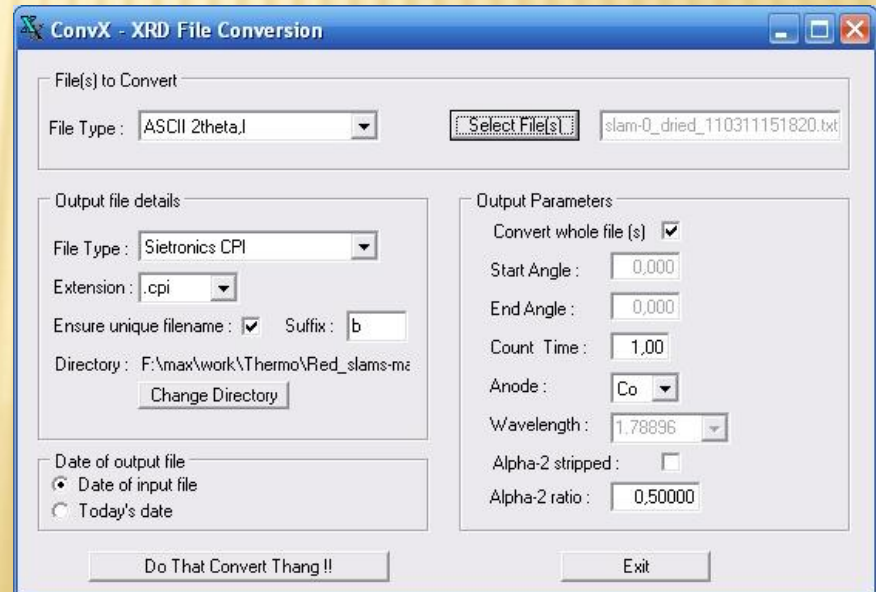 ConvX - XRD File Conversion
File(s) to Convert
File Type : ASCII 2theta,I
Select File(s)
slam-0_dried_110311151820.txt
Output file details
File Type : Sietronics CPI
Extension : .cpi
Ensure unique filename : Suffix : b
Directory : F:\max\work\Thermo\Red_slams-ma
Change Directory
Date of output file
Date of input file
Today's date
Output Parameters
Convert whole file (s)
Start Angle : 0,000
End Angle : 0,000
Count Time : 1,00
Anode : Co
Wavelength : 1.78896
Alpha-2 stripped :
Alpha-2 ratio : 0,50000
Do That Convert Thang !!
Exit